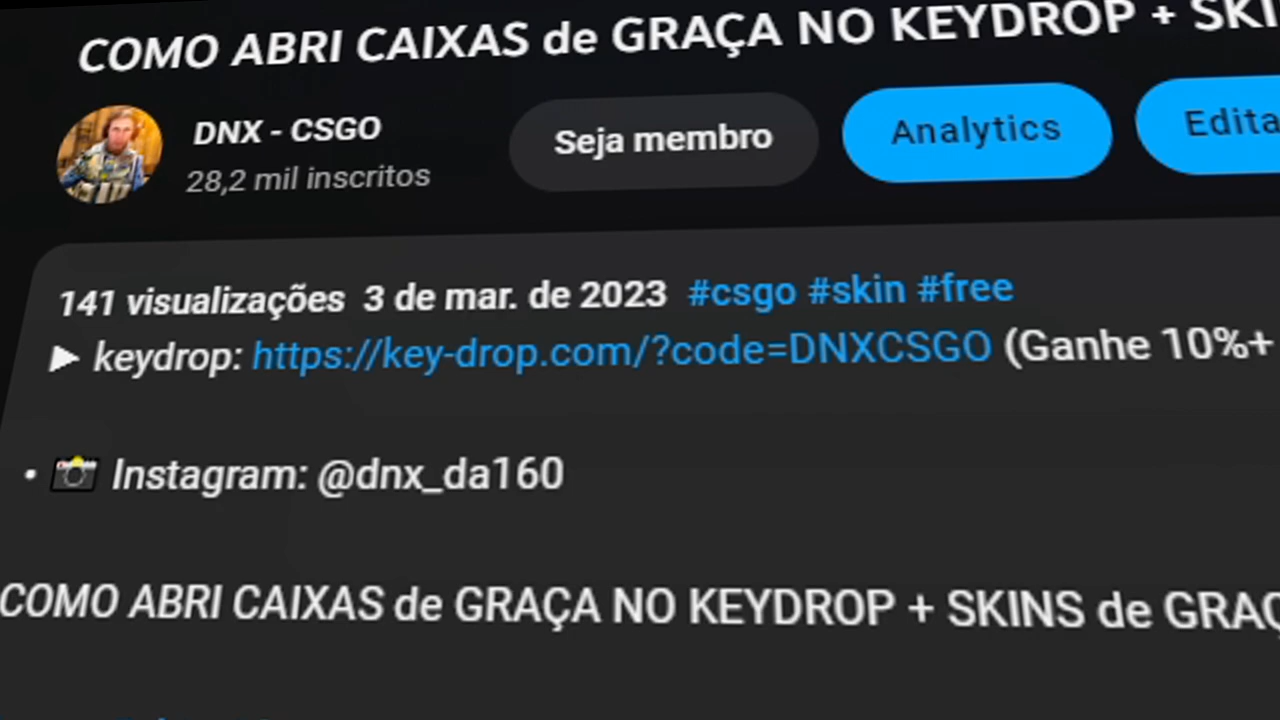 COMO ABRI CAIXAS de GRAÇA NO KEYDROP + SKI
DNX - CSGO
28,2 mil inscritos
Seja membro
Analytics
Edita
141 visualizações 3 de mar. de 2023 #csgo #skin #free
► keydrop: https://key-drop.com/?code=DNXCSGO (Ganhe 10%+
• 📸 Instagram: @dnx_da160
COMO ABRI CAIXAS de GRAÇA NO KEYDROP + SKINS de GRAÇ